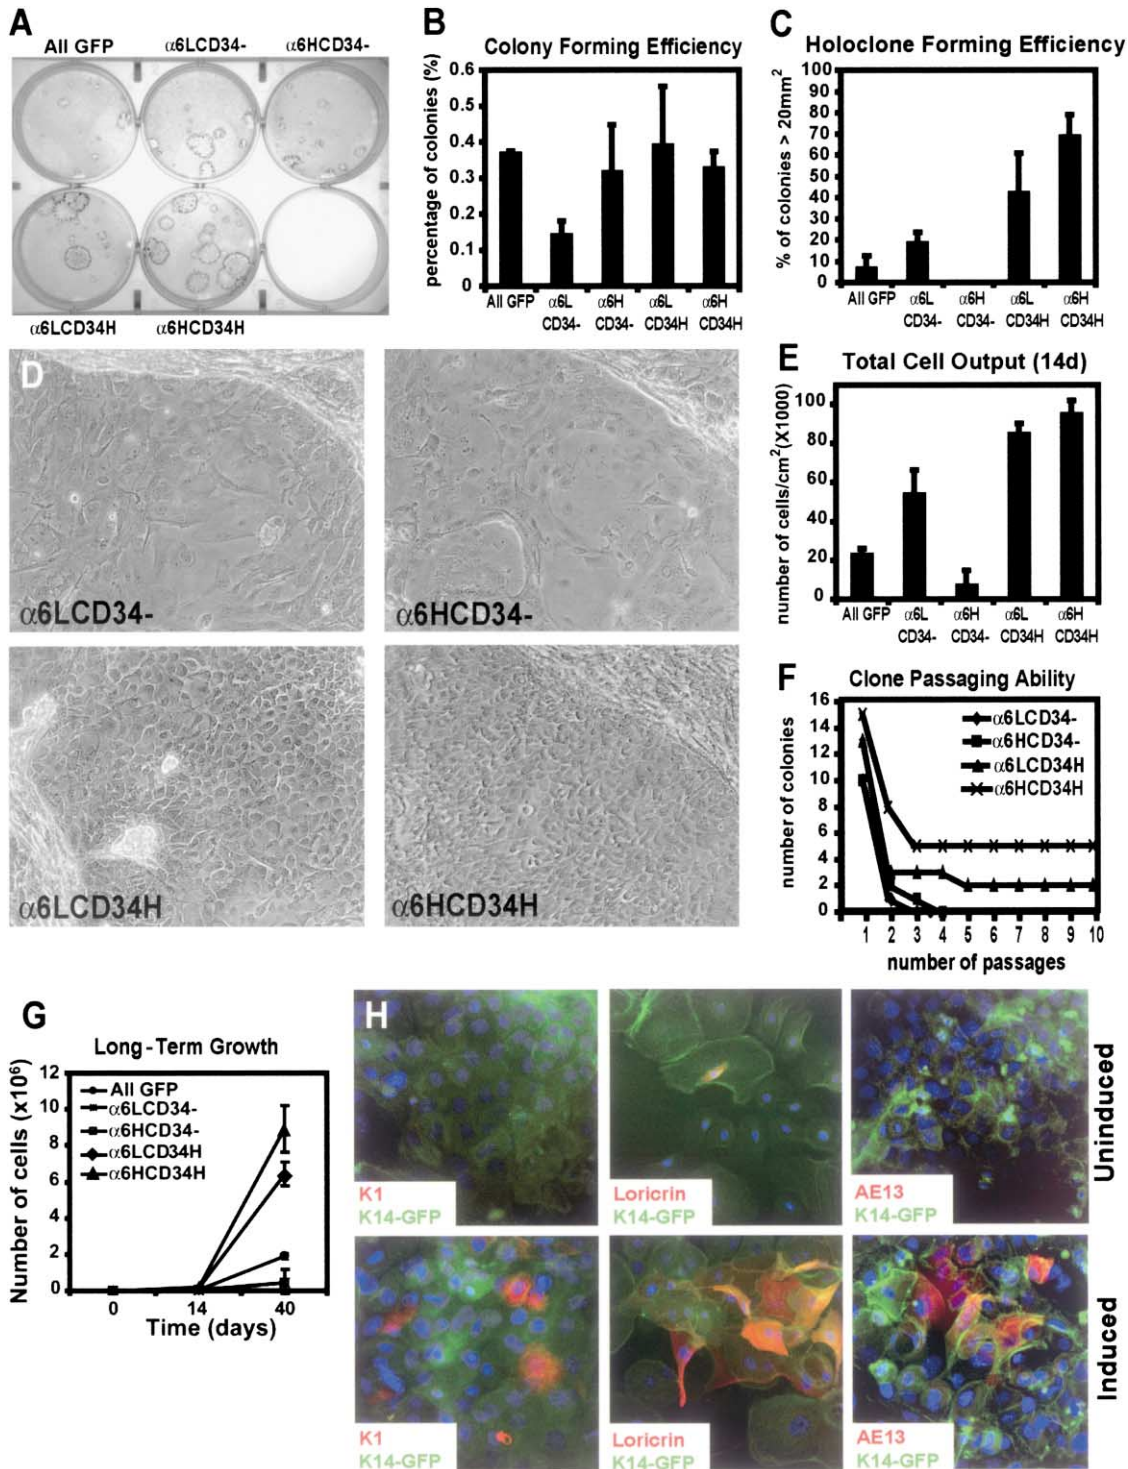 A
All GFP α6LCD34- α6HCD34-
α6LCD34H α6HCD34H
B
Colony Forming Efficiency
percentage of colonies (%)
0.6
0.5
0.4
0.3
0.2
0.1
0
All GFP α6L α6H α6L α6H
CD34- CD34- CD34H CD34H
C
Holoclone Forming Efficiency
% of colonies > 20mm²
100
90
80
70
60
50
40
30
20
10
0
All GFP α6L α6H α6L α6H
CD34- CD34- CD34H CD34H
D
α6LCD34-
α6HCD34-
α6LCD34H
α6HCD34H
E
Total Cell Output (14d)
number of cells/cm²(X1000)
100
80
60
40
20
0
All GFP α6L α6H α6L α6H
CD34- CD34- CD34H CD34H
F
Clone Passaging Ability
number of colonies
16
14
12
10
8
6
4
2
0
α6LCD34-
α6HCD34-
α6LCD34H
α6HCD34H
1 2 3 4 5 6 7 8 9 10
number of passages
G
Long-Term Growth
Number of cells (x10⁶)
12
10
8
6
4
2
0
All GFP
α6LCD34-
α6HCD34-
α6LCD34H
α6HCD34H
0 14 40
Time (days)
H
K1
K14-GFP
Loricrin
K14-GFP
AE13
K14-GFP
Uninduced
K1
K14-GFP
Loricrin
K14-GFP
AE13
K14-GFP
Induced